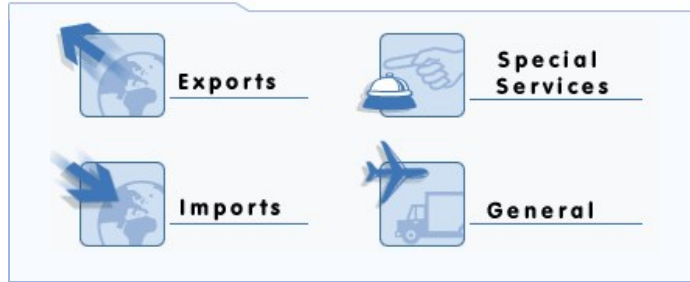 Exports
Special
Services
Imports
General